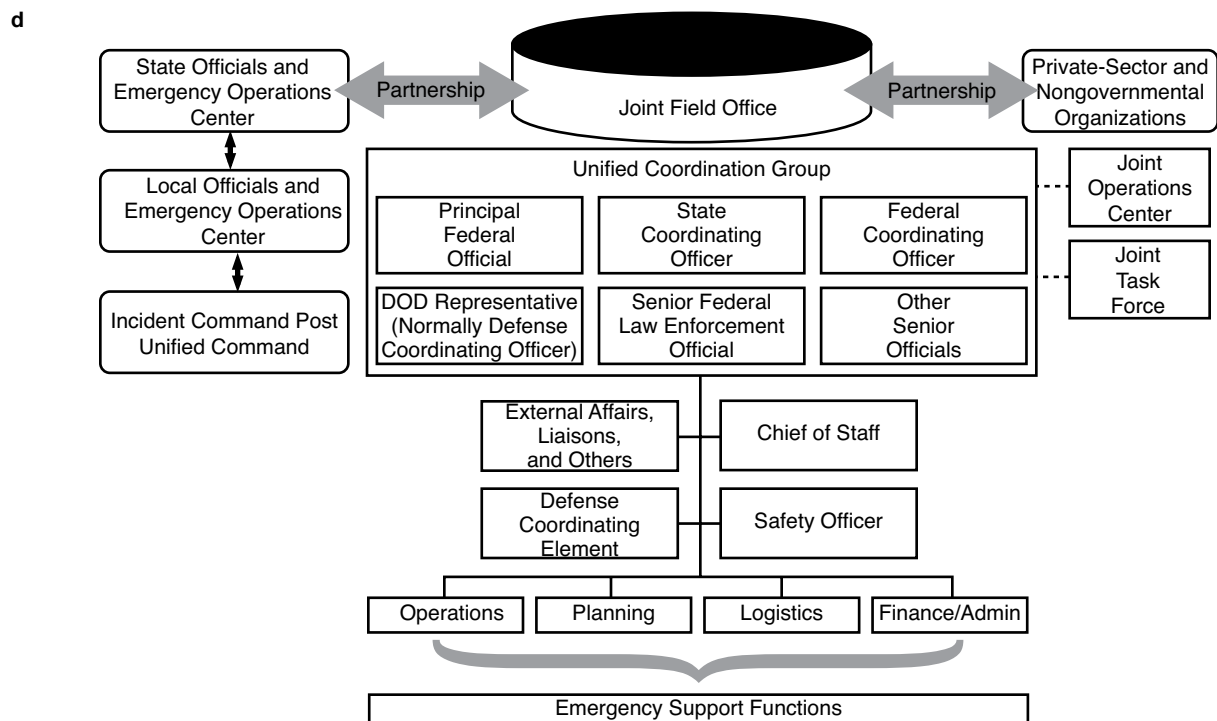 d
State Officials and
Emergency Operations
Center
Partnership
Joint Field Office
Partnership
Private-Sector and
Nongovernmental
Organizations
Local Officials and
Emergency Operations
Center
Incident Command Post
Unified Command
Unified Coordination Group
Principal
Federal
Official
State
Coordinating
Officer
Federal
Coordinating
Officer
DOD Representative
(Normally Defense
Coordinating Officer)
Senior Federal
Law Enforcement
Official
Other
Senior
Officials
Joint
Operations
Center
Joint
Task
Force
External Affairs,
Liaisons,
and Others
Chief of Staff
Defense
Coordinating
Element
Safety Officer
Operations
Planning
Logistics
Finance/Admin
Emergency Support Functions